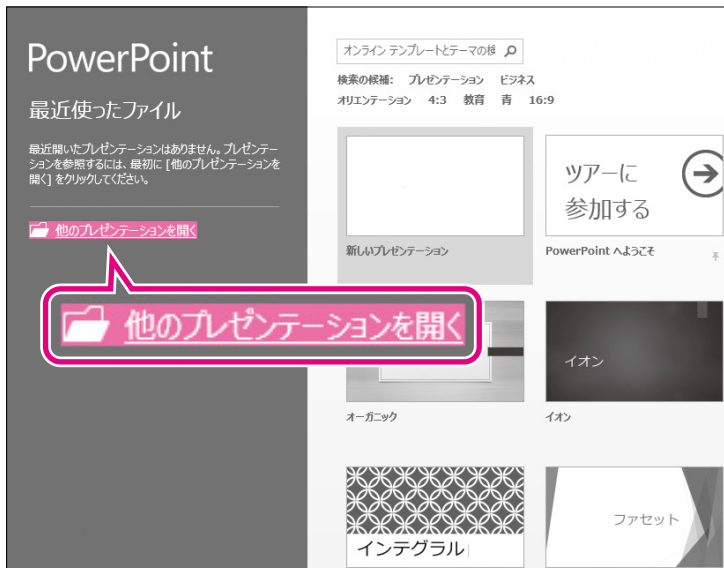 PowerPoint
最近使ったファイル
最近開いたプレゼンテーションはありません。プレゼンテー
ションを参照するには、最初に [他のプレゼンテーションを
開く] をクリックしてください。
他のプレゼンテーションを開く
他のプレゼンテーションを開く
オンライン テンプレートとテーマの検
検索の候補: プレゼンテーション ビジネス
オリエンテーション 4:3 教育 青 16:9
新しいプレゼンテーション
ツアーに
参加する
PowerPoint へようこそ
オーガニック
イオン
イオン
インテグラル
ファセット